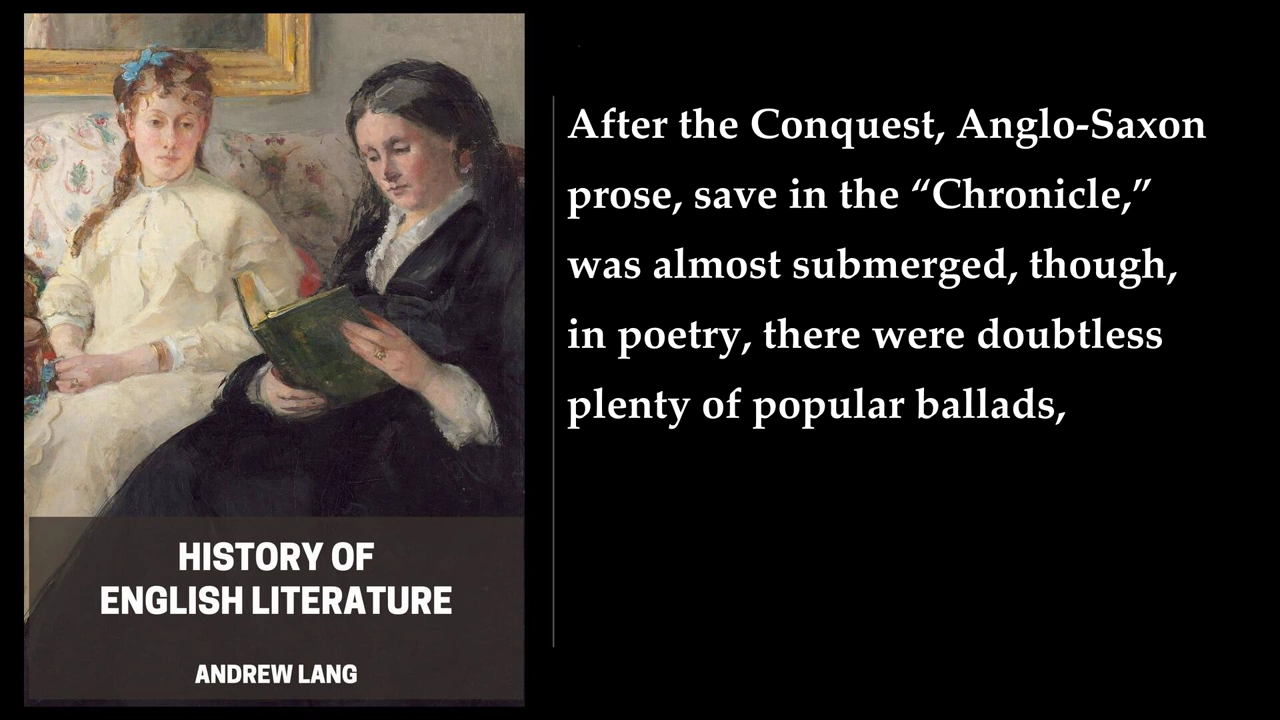 HISTORY OF
ENGLISH LITERATURE
ANDREW LANG
After the Conquest, Anglo-Saxon
prose, save in the “Chronicle,”
was almost submerged, though,
in poetry, there were doubtless
plenty of popular ballads,